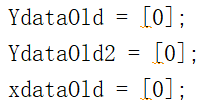 YdataOld = [0];
YdataOld2 = [0];
xdataOld = [0];